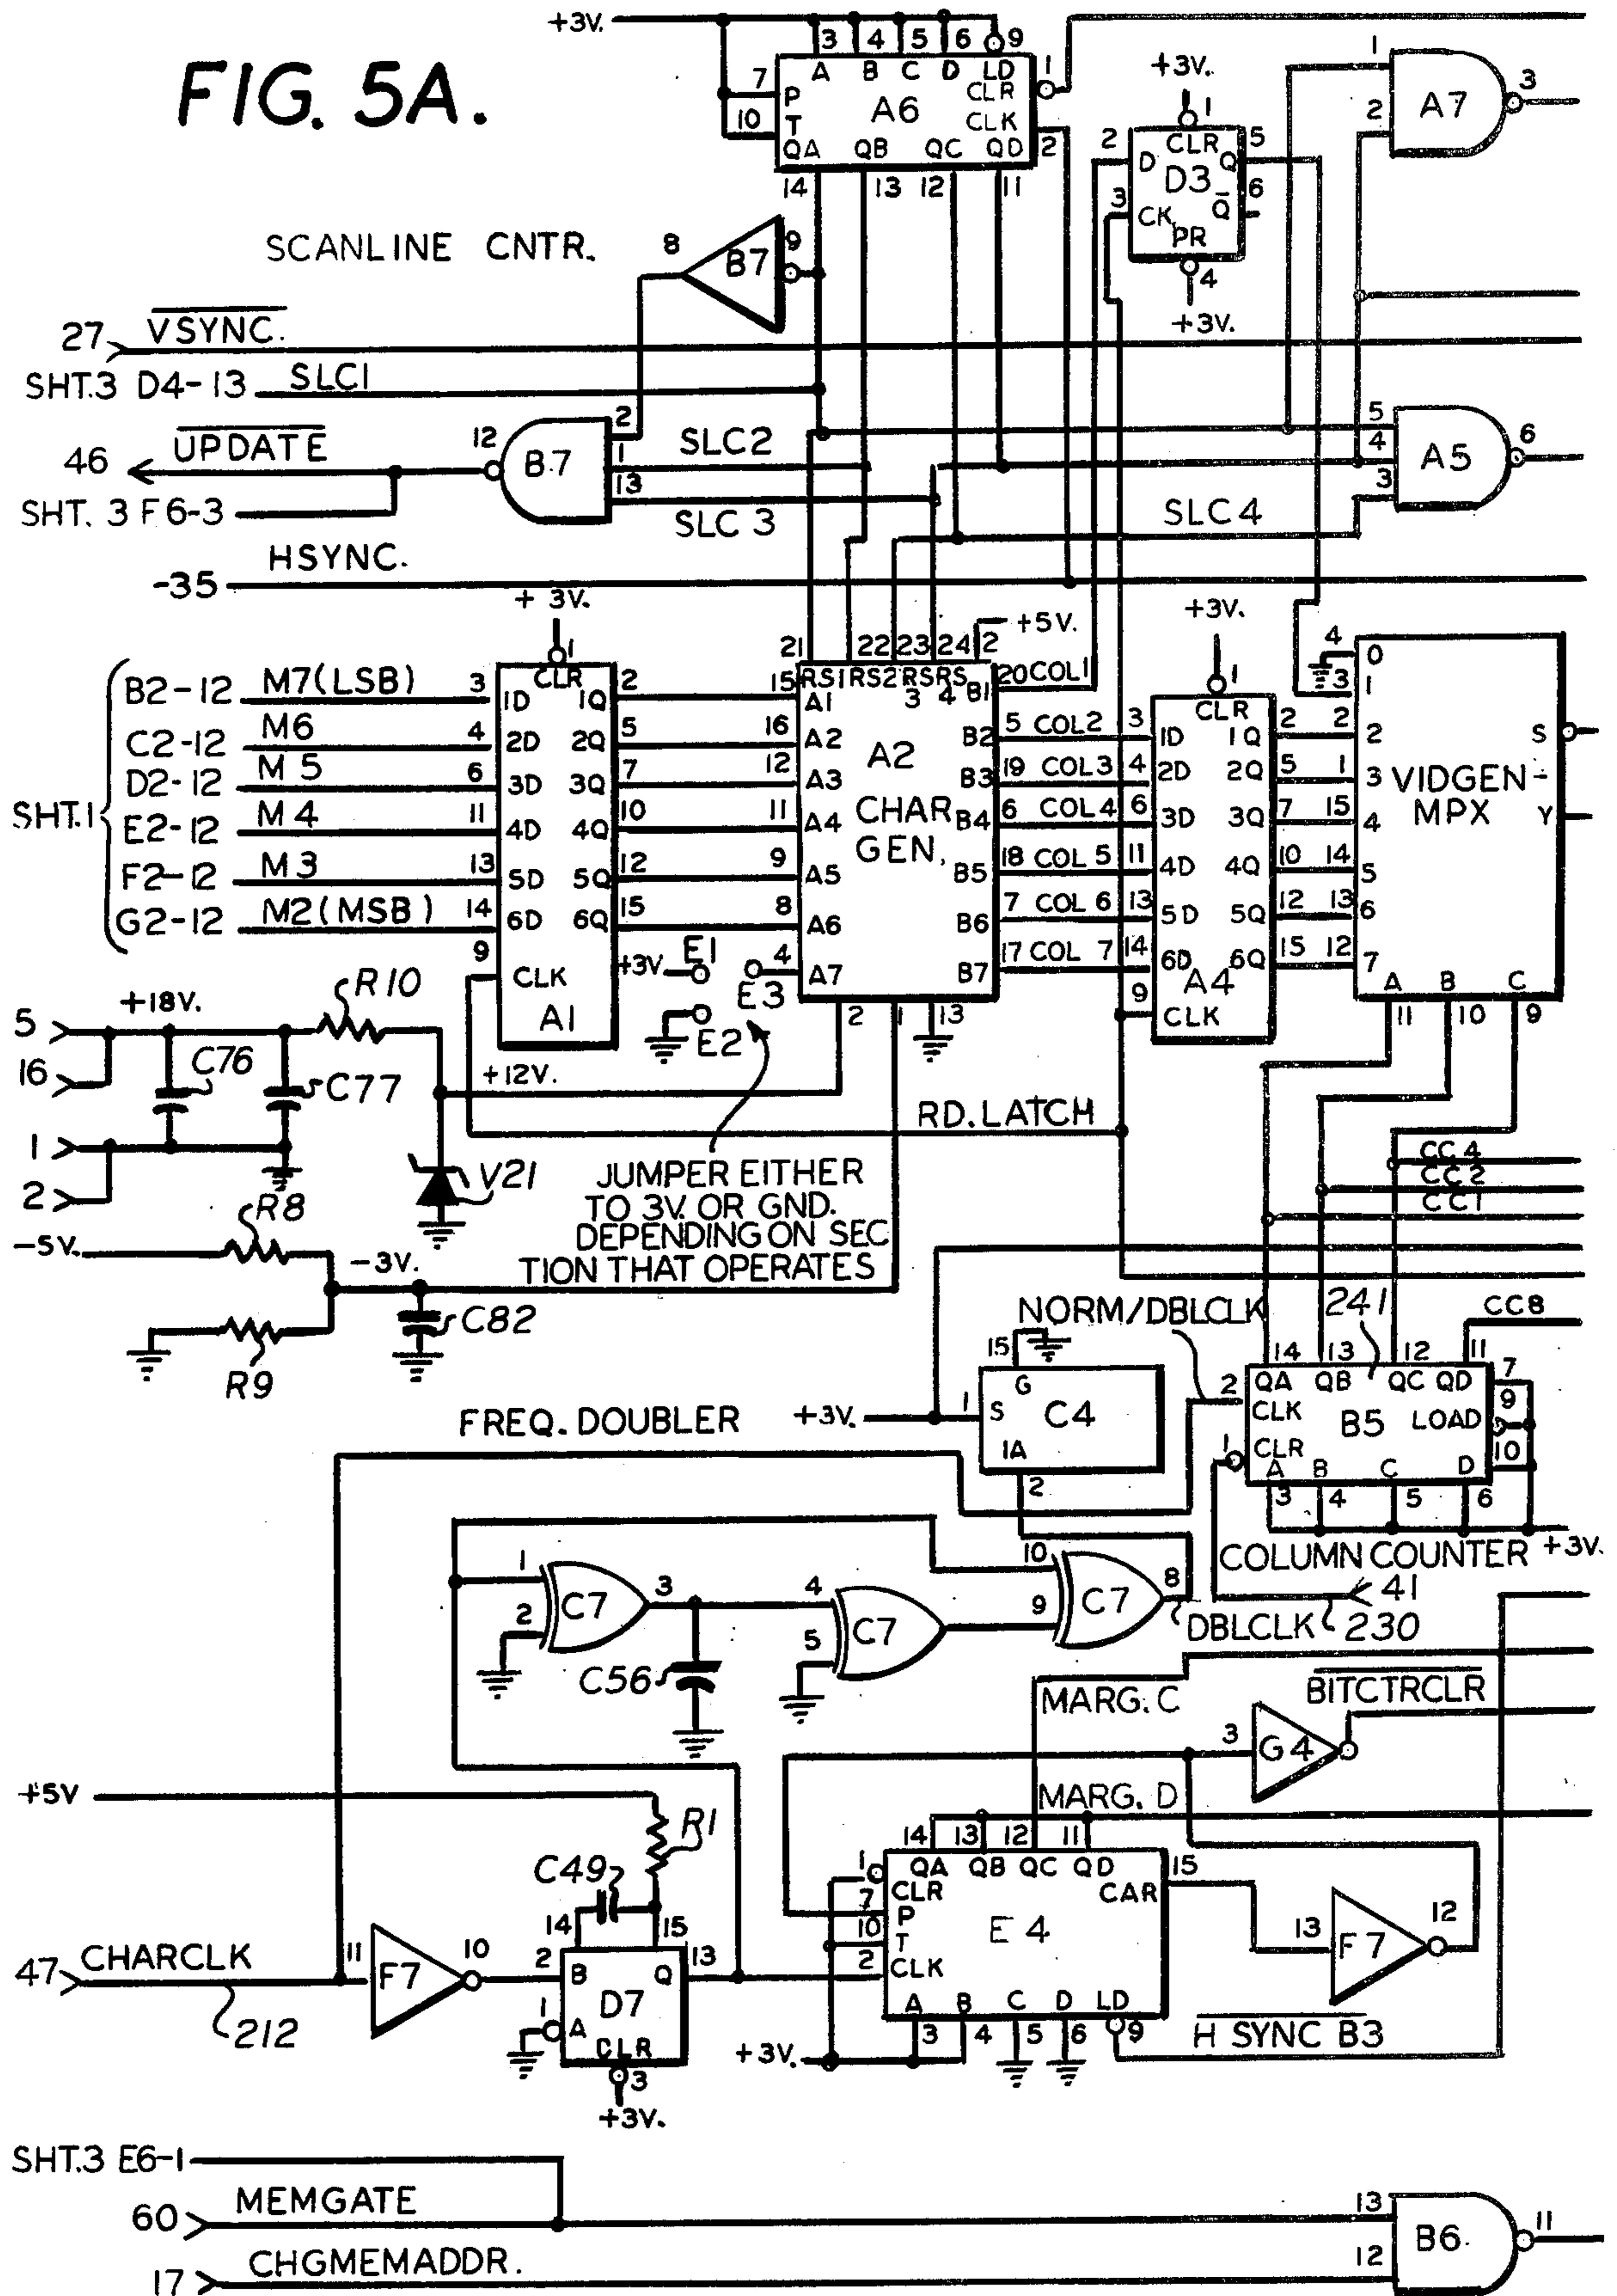 FIG. 5A.
+3V.
3 4 5 6 9
A B C D LD
7 P
10 T
A6
CLR 1
CLK 2
QA QB QC QD
14 13 12 11
+3V.
1
CLR
2 D
D3
Q 5
3 CK
Q̅ 6
PR
4
+3V.
1
2
A7
3
SCANLINE CNTR.
8 B7 9
27 VSYNC.
SHT.3 D4-13 SLC1
46 UPDATE
12 B7 2
1
13
SLC2
SLC 3
SHT. 3 F6-3
5
4
3
A5
6
SLC4
HSYNC.
-35
+ 3V.
1
CLR
SHT.1
B2-12 M7(LSB) 3 1D 1Q 2
C2-12 M6 4 2D 2Q 5
D2-12 M 5 6 3D 3Q 7
E2-12 M4 11 4D 4Q 10
F2-12 M3 13 5D 5Q 12
G2-12 M2(MSB) 14 6D 6Q 15
9 CLK
A1
21 22 23 24 2
+5V.
RS1 RS2 RS 3 RS 4 B1
20 COL1
15 A1
16 A2
12 A3
11 A4
9 A5
8 A6
4 A7
A2
CHAR
GEN.
B2 5 COL2 3 1D
B3 19 COL3 4 2D
B4 6 COL4 6 3D
B5 18 COL 5 11 4D
B6 7 COL 6 13 5D
B7 17 COL 7 14 6D
2 1 13
+3V. E1
E2
E3
+3V.
1
CLR
1Q 2
2Q 5
3Q 7
4Q 10
5Q 12
6Q 15
A4
9 CLK
4 0
3 1
2 2
1 3
15 4
14 5
13 6
12 7
VIDGEN-
MPX
S
Y
A B C
11 10 9
5
16
+18V.
R10
C76
C77
1
2
+12V.
V21
RD.LATCH
JUMPER EITHER
TO 3V. OR GND.
DEPENDING ON SEC
TION THAT OPERATES
CC4
CC2
CC1
-5V.
R8
-3V.
R9
C82
NORM/DBLCLK
241
CC8
15
G
1 S
C4
1A
2
+3V.
14 13 12 11
QA QB QC QD
2 CLK
B5
LOAD
7
9
10
1 CLR
A B C D
3 4 5 6
+3V.
COLUMN COUNTER
41
230
FREQ. DOUBLER
1
2
C7
3
C56
4
5
C7
10
9
C7
8
DBLCLK
MARG. C
BITCTRCLR
3 G4
MARG. D
+5V
R1
C49
14 15
47 CHARCLK
212
11 F7 10
2 B
Q 13
D7
1 A
CLR
3
+3V.
14 13 12 11
QA QB QC QD
1 CLR
7 P
10 T
2 CLK
E4
CAR 15
A B C D LD
3 4 5 6 9
+3V.
13 F7 12
H SYNC B3
SHT.3 E6-1
60 MEMGATE
17 CHGMEMADDR.
13
12
B6
11